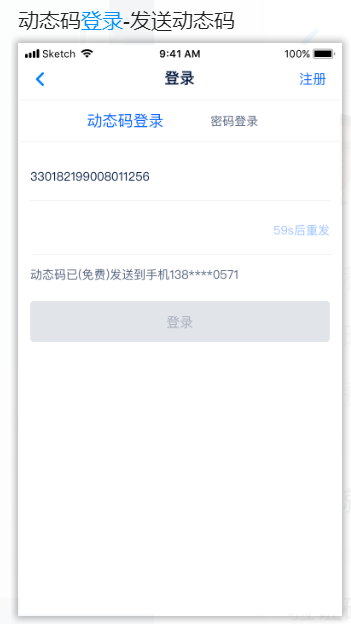 动态码登录-发送动态码
Sketch 9:41 AM 100%
登录 注册
动态码登录 密码登录
330182199008011256
59s后重发
动态码已(免费)发送到手机138****0571
登录